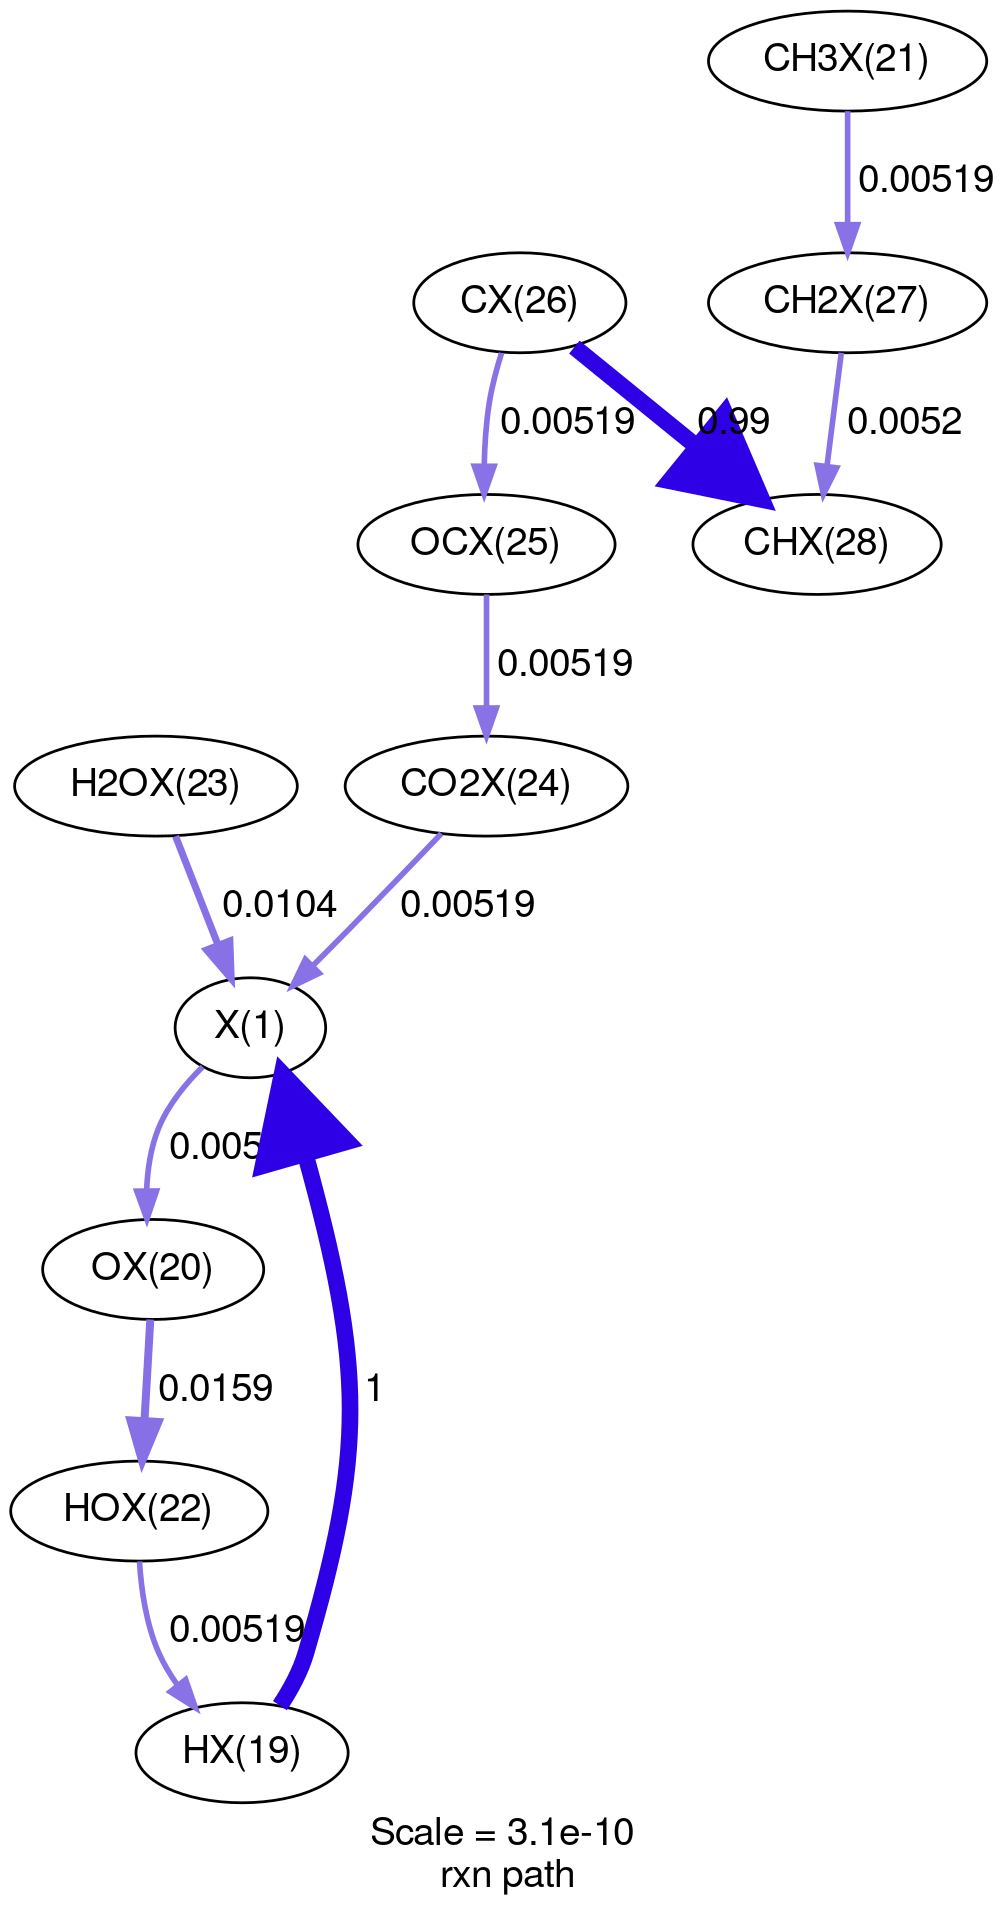 CH3X(21)
0.00519
CX(26)
CH2X(27)
0.00519
0.99
0.0052
OCX(25)
CHX(28)
0.00519
H2OX(23)
CO2X(24)
0.0104
0.00519
X(1)
OX(20)
0.0159
1
HOX(22)
0.00519
HX(19)
Scale = 3.1e-10
rxn path